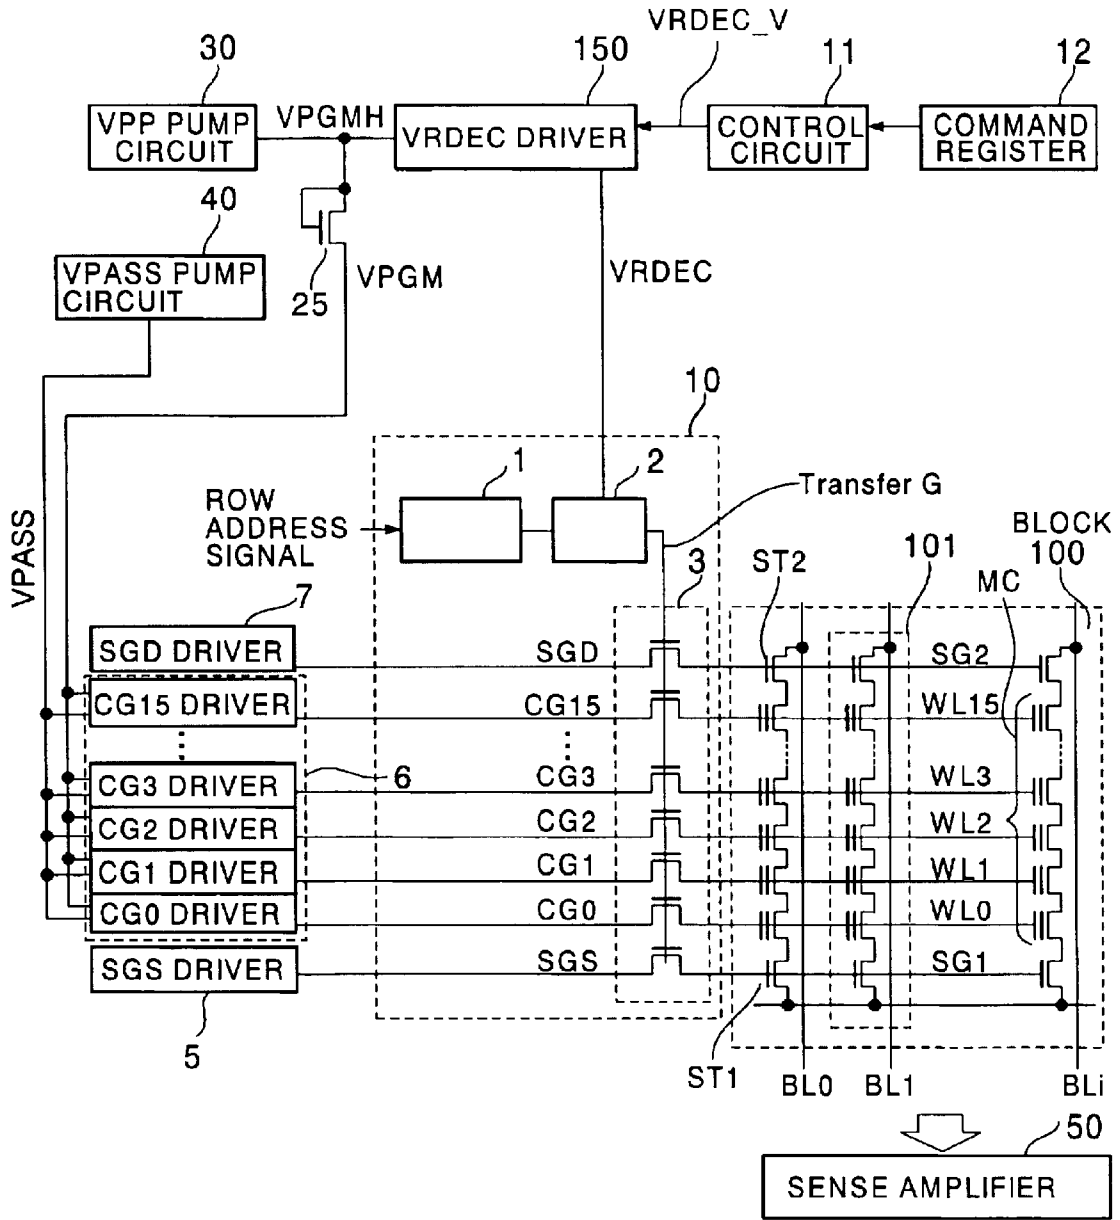 VRDEC_V
30
150
11
12
VPP PUMP
CIRCUIT
VPGMH
VRDEC DRIVER
CONTROL
CIRCUIT
COMMAND
REGISTER
40
VPASS PUMP
CIRCUIT
25
VPGM
VRDEC
10
1
2
Transfer G
ROW
ADDRESS
SIGNAL
VPASS
BLOCK
100
101
MC
ST2
3
7
SGD DRIVER
SGD
SG2
CG15 DRIVER
CG15
WL15
6
CG3 DRIVER
CG3
WL3
CG2 DRIVER
CG2
WL2
CG1 DRIVER
CG1
WL1
CG0 DRIVER
CG0
WL0
SGS DRIVER
SGS
SG1
5
ST1
BL0
BL1
BLi
50
SENSE AMPLIFIER